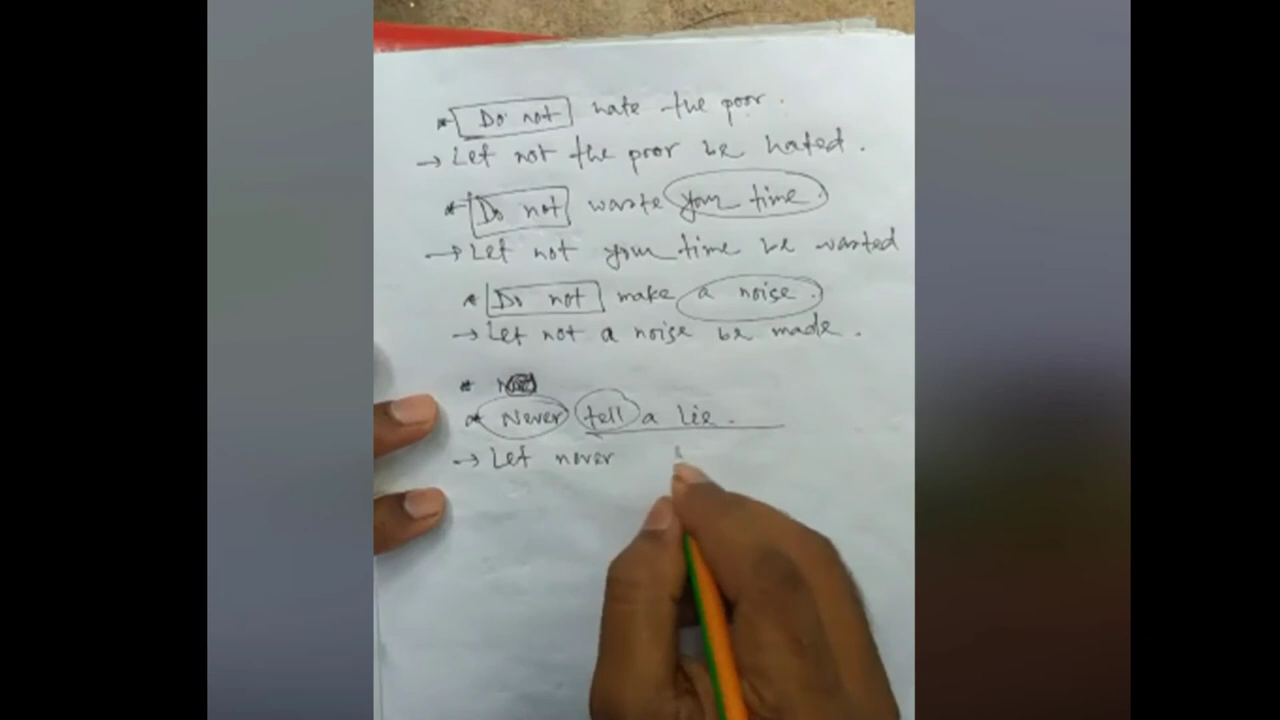 * Do not hate the poor.
→ Let not the poor be hated.
* Do not waste your time.
→ Let not your time be wasted
* Do not make a noise.
→ Let not a noise be made.
*
* Never tell a lie.
→ Let never